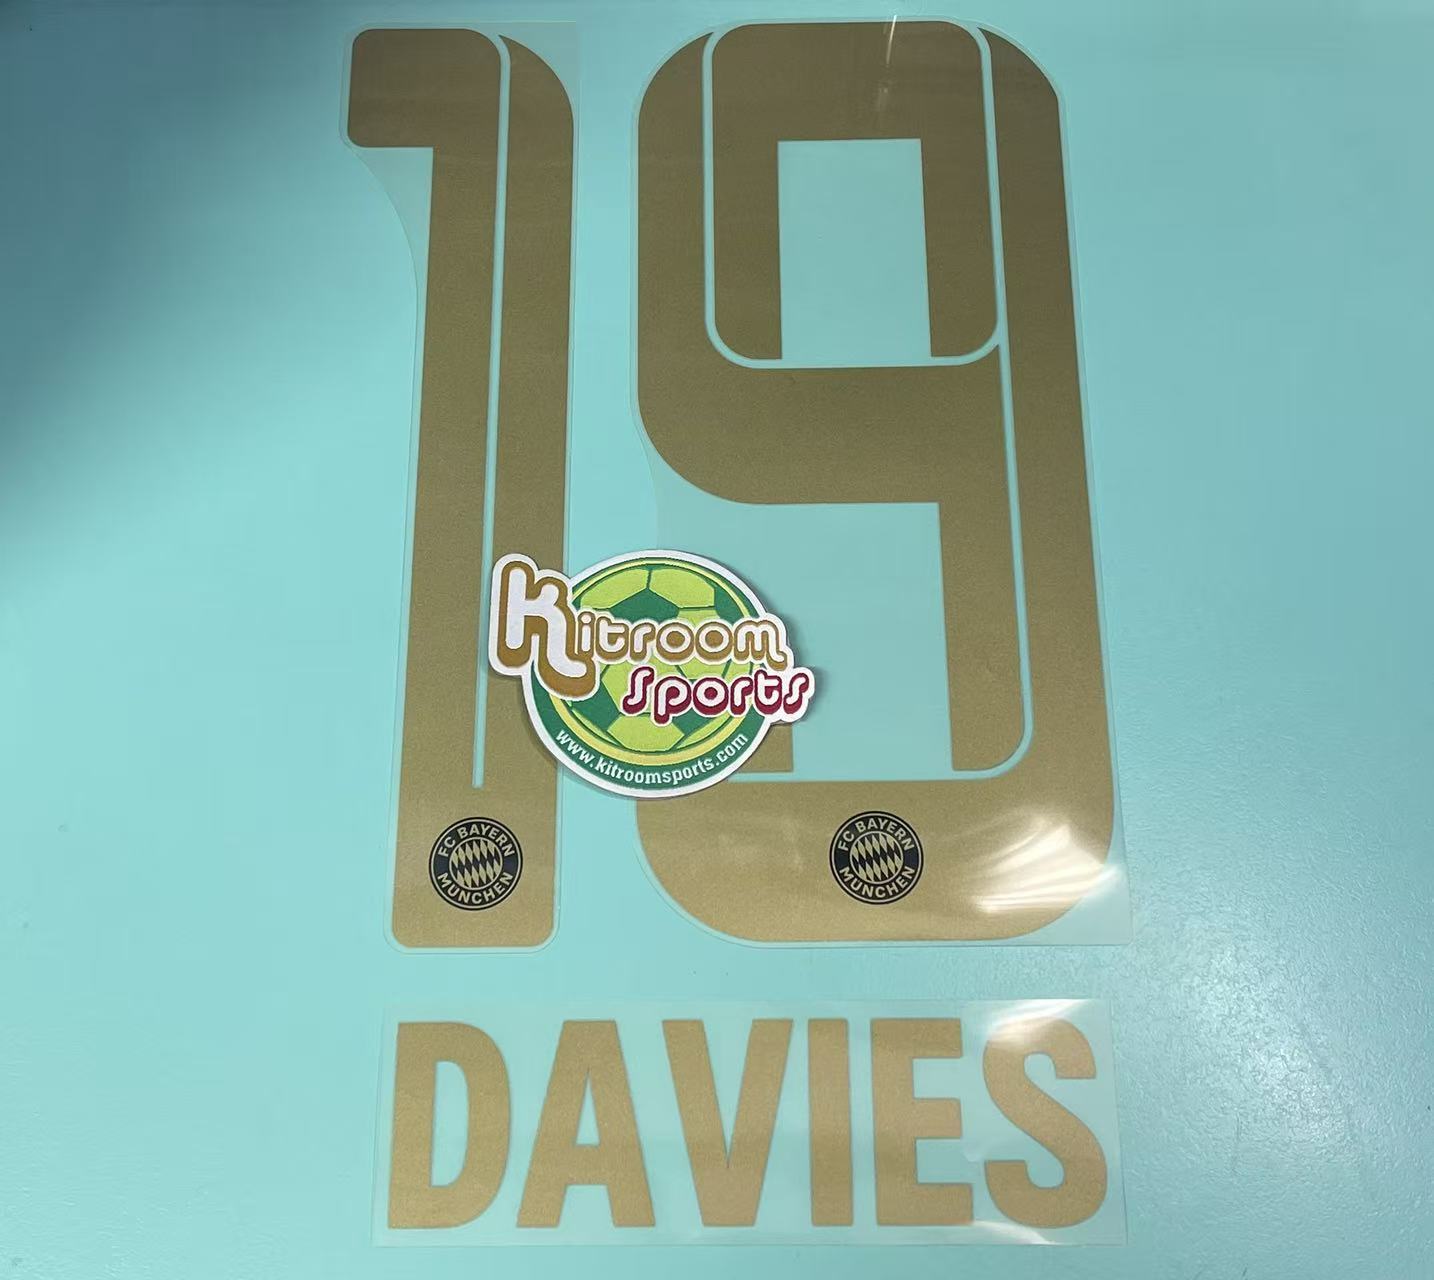 19
Kitroom
Sports
www.kitroomsports.com
FC BAYERN
MÜNCHEN
FC BAYERN
MÜNCHEN
DAVIES